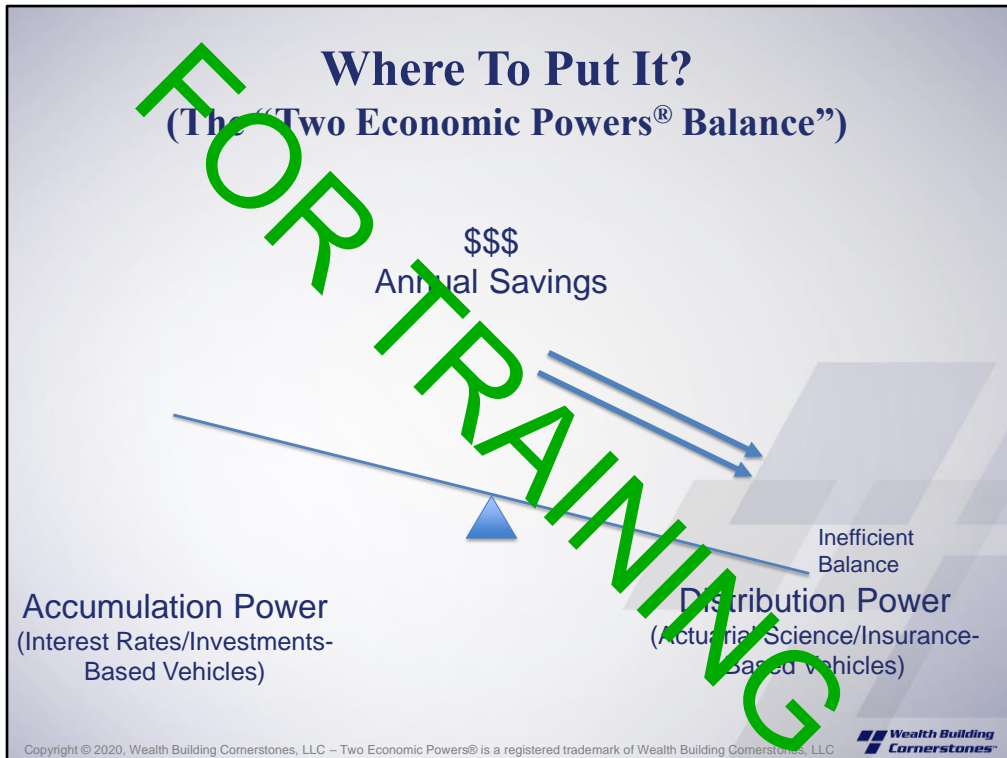 Where To Put It?
(The “Two Economic Powers® Balance”)
$$$
Annual Savings
Inefficient
Balance
Accumulation Power
(Interest Rates/Investments-
Based Vehicles)
Distribution Power
(Actuarial Science/Insurance-
Based Vehicles)
FOR TRAINING
Copyright © 2020, Wealth Building Cornerstones, LLC – Two Economic Powers® is a registered trademark of Wealth Building Cornerstones, LLC
Wealth Building
Cornerstones™